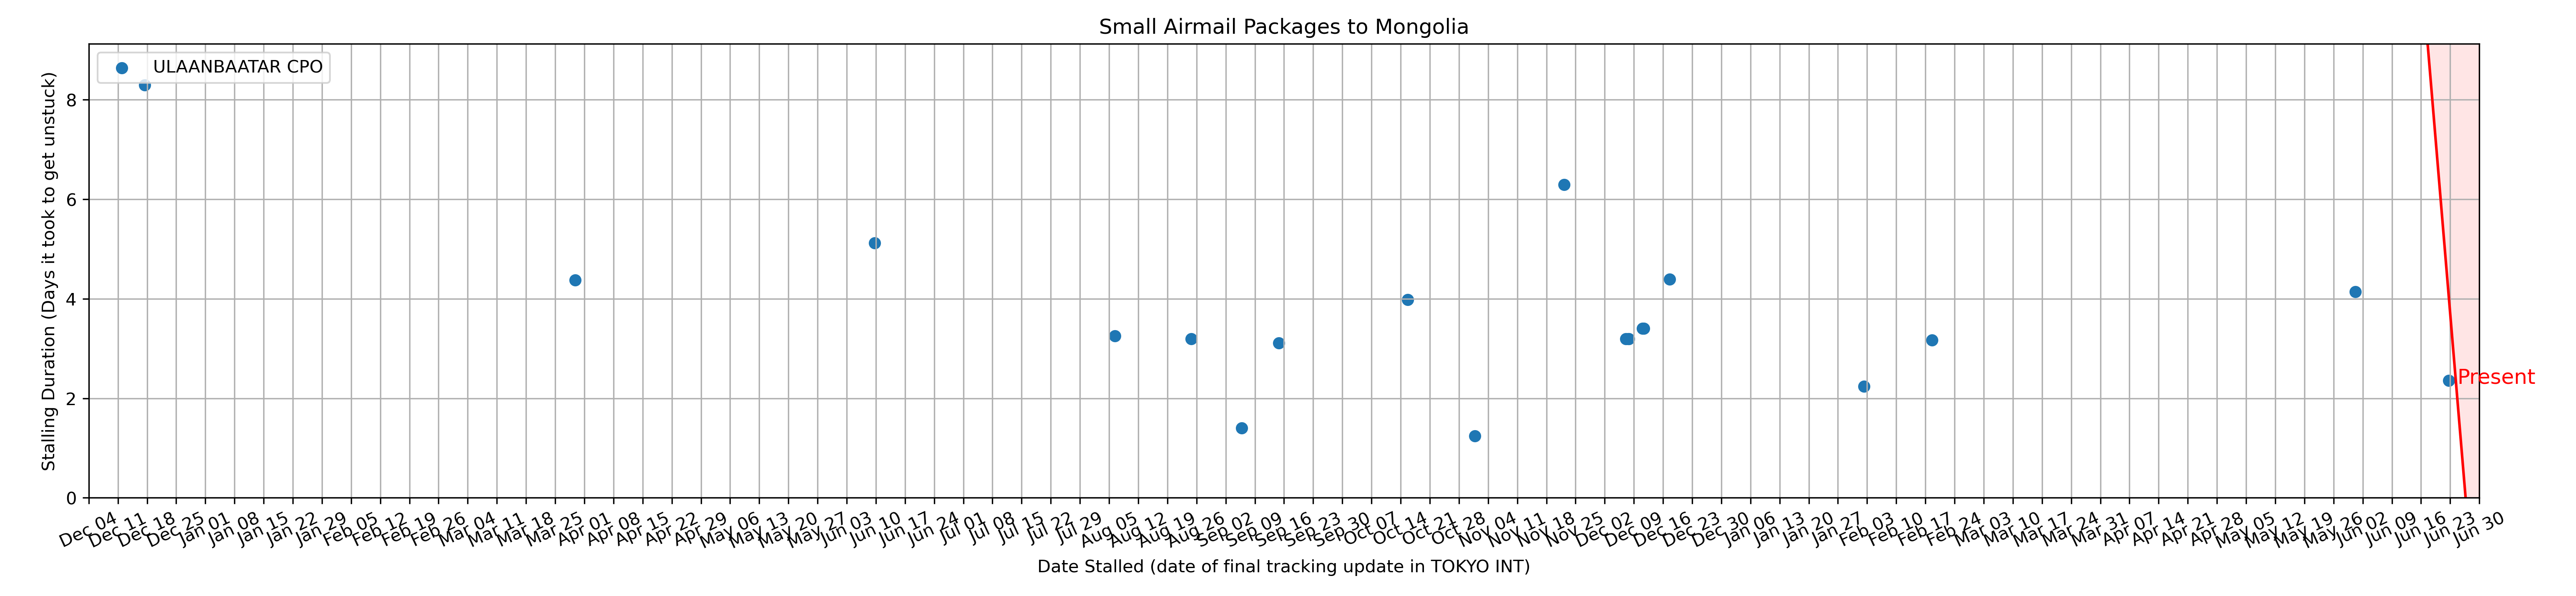 Small Airmail Packages to Mongolia
ULAANBAATAR CPO
Stalling Duration (Days it took to get unstuck)
8
6
4
2
0
Present
Dec 04 Dec 11 Dec 18 Dec 25 Jan 01 Jan 08 Jan 15 Jan 22 Jan 29 Feb 05 Feb 12 Feb 19 Feb 26 Mar 04 Mar 11 Mar 18 Mar 25 Apr 01 Apr 08 Apr 15 Apr 22 Apr 29 May 06 May 13 May 20 May 27 Jun 03 Jun 10 Jun 17 Jun 24 Jul 01 Jul 08 Jul 15 Jul 22 Jul 29 Aug 05 Aug 12 Aug 19 Aug 26 Sep 02 Sep 09 Sep 16 Sep 23 Sep 30 Oct 07 Oct 14 Oct 21 Oct 28 Nov 04 Nov 11 Nov 18 Nov 25 Dec 02 Dec 09 Dec 16 Dec 23 Dec 30 Jan 06 Jan 13 Jan 20 Jan 27 Feb 03 Feb 10 Feb 17 Feb 24 Mar 03 Mar 10 Mar 17 Mar 24 Mar 31 Apr 07 Apr 14 Apr 21 Apr 28 May 05 May 12 May 19 May 26 Jun 02 Jun 09 Jun 16 Jun 23 Jun 30
Date Stalled (date of final tracking update in TOKYO INT)